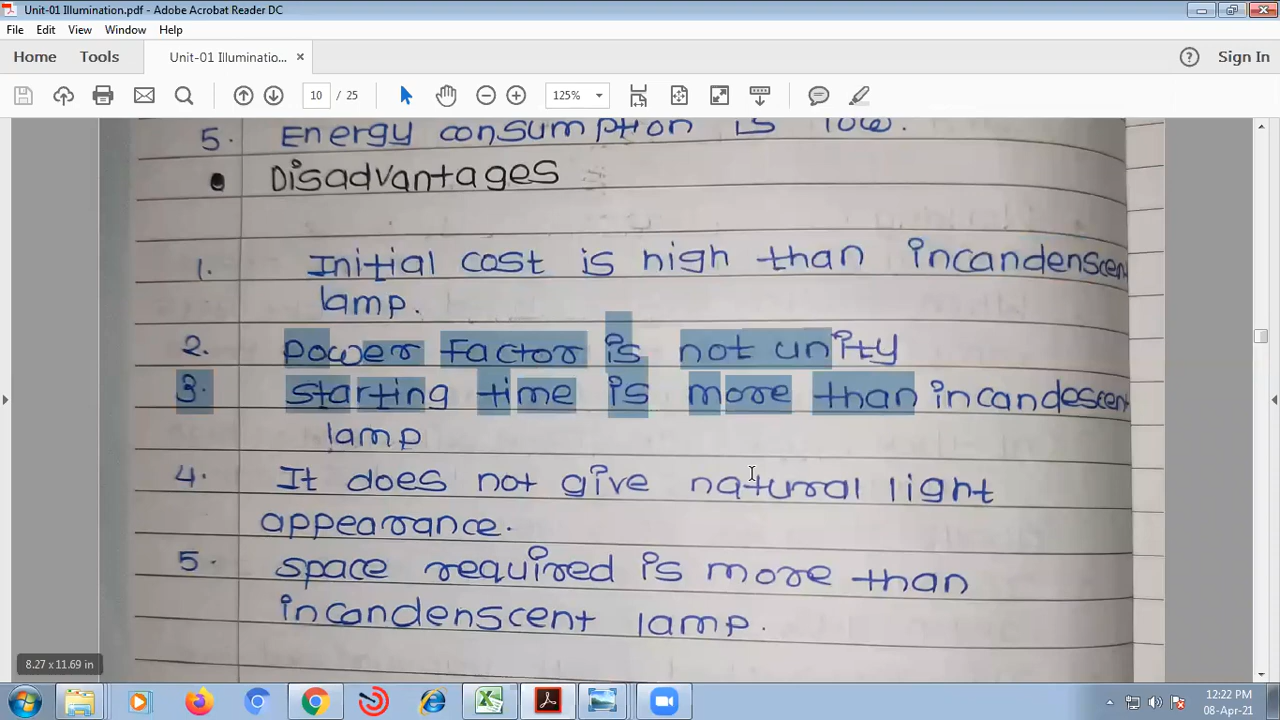 Unit-01 Illumination.pdf - Adobe Acrobat Reader DC
File Edit View Window Help
Home Tools Unit-01 Illuminatio... × Sign In
10 / 25 125%
5. Energy consumption is low.
• Disadvantages
1. Initial cost is high than incandenscent
lamp.
2. power factor is not unity
3. starting time is more than incandescent
lamp
4. It does not give natural light
appearance.
5. space required is more than
incandenscent lamp.
8.27 x 11.69 in
12:22 PM
08-Apr-21